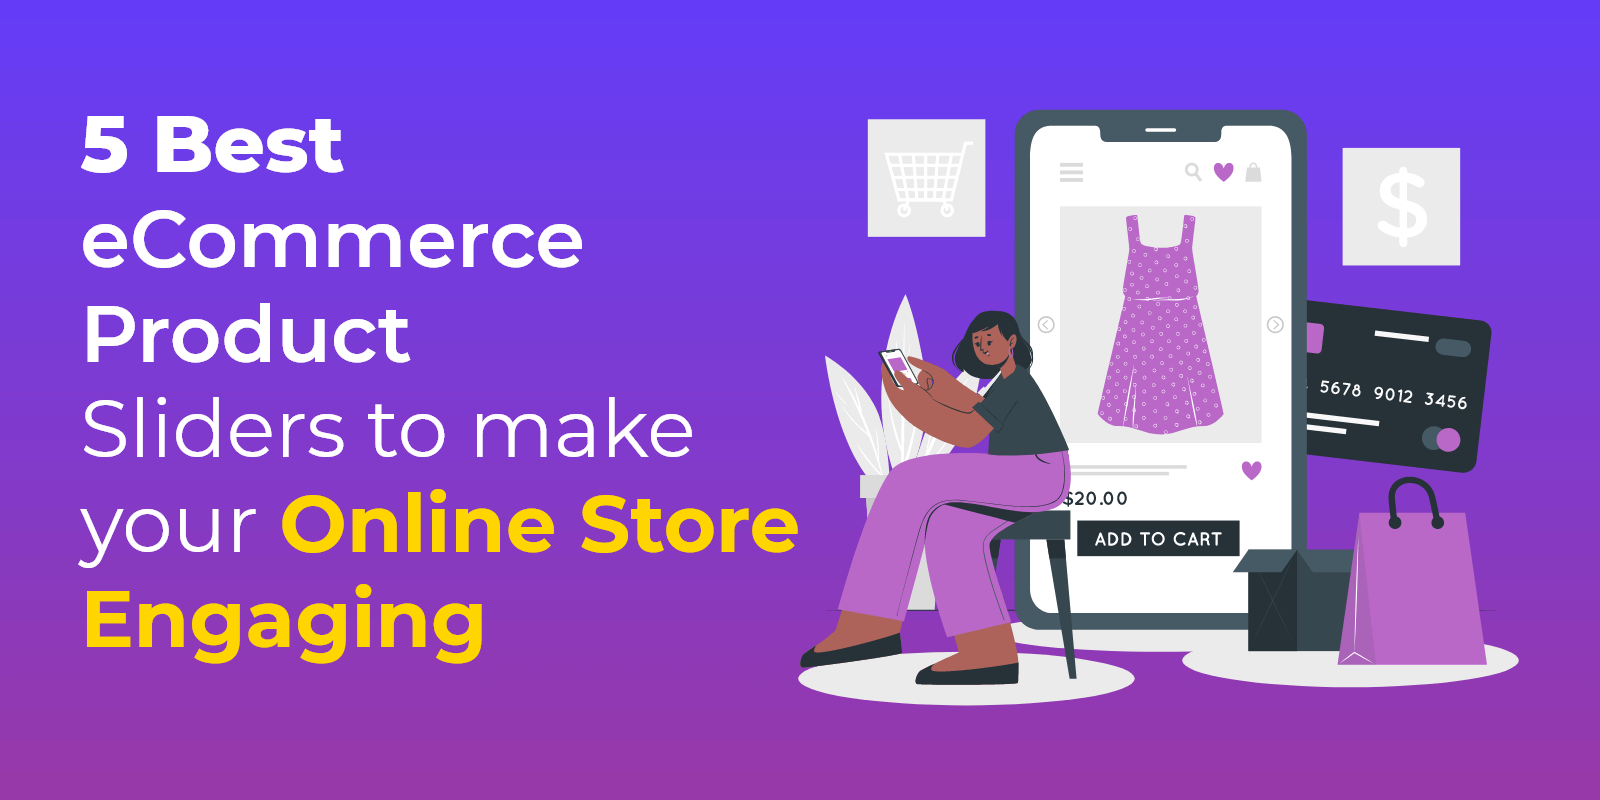 5 Best
eCommerce
Product
Sliders to make
your Online Store
Engaging
$
5678 9012 3456
$20.00
ADD TO CART